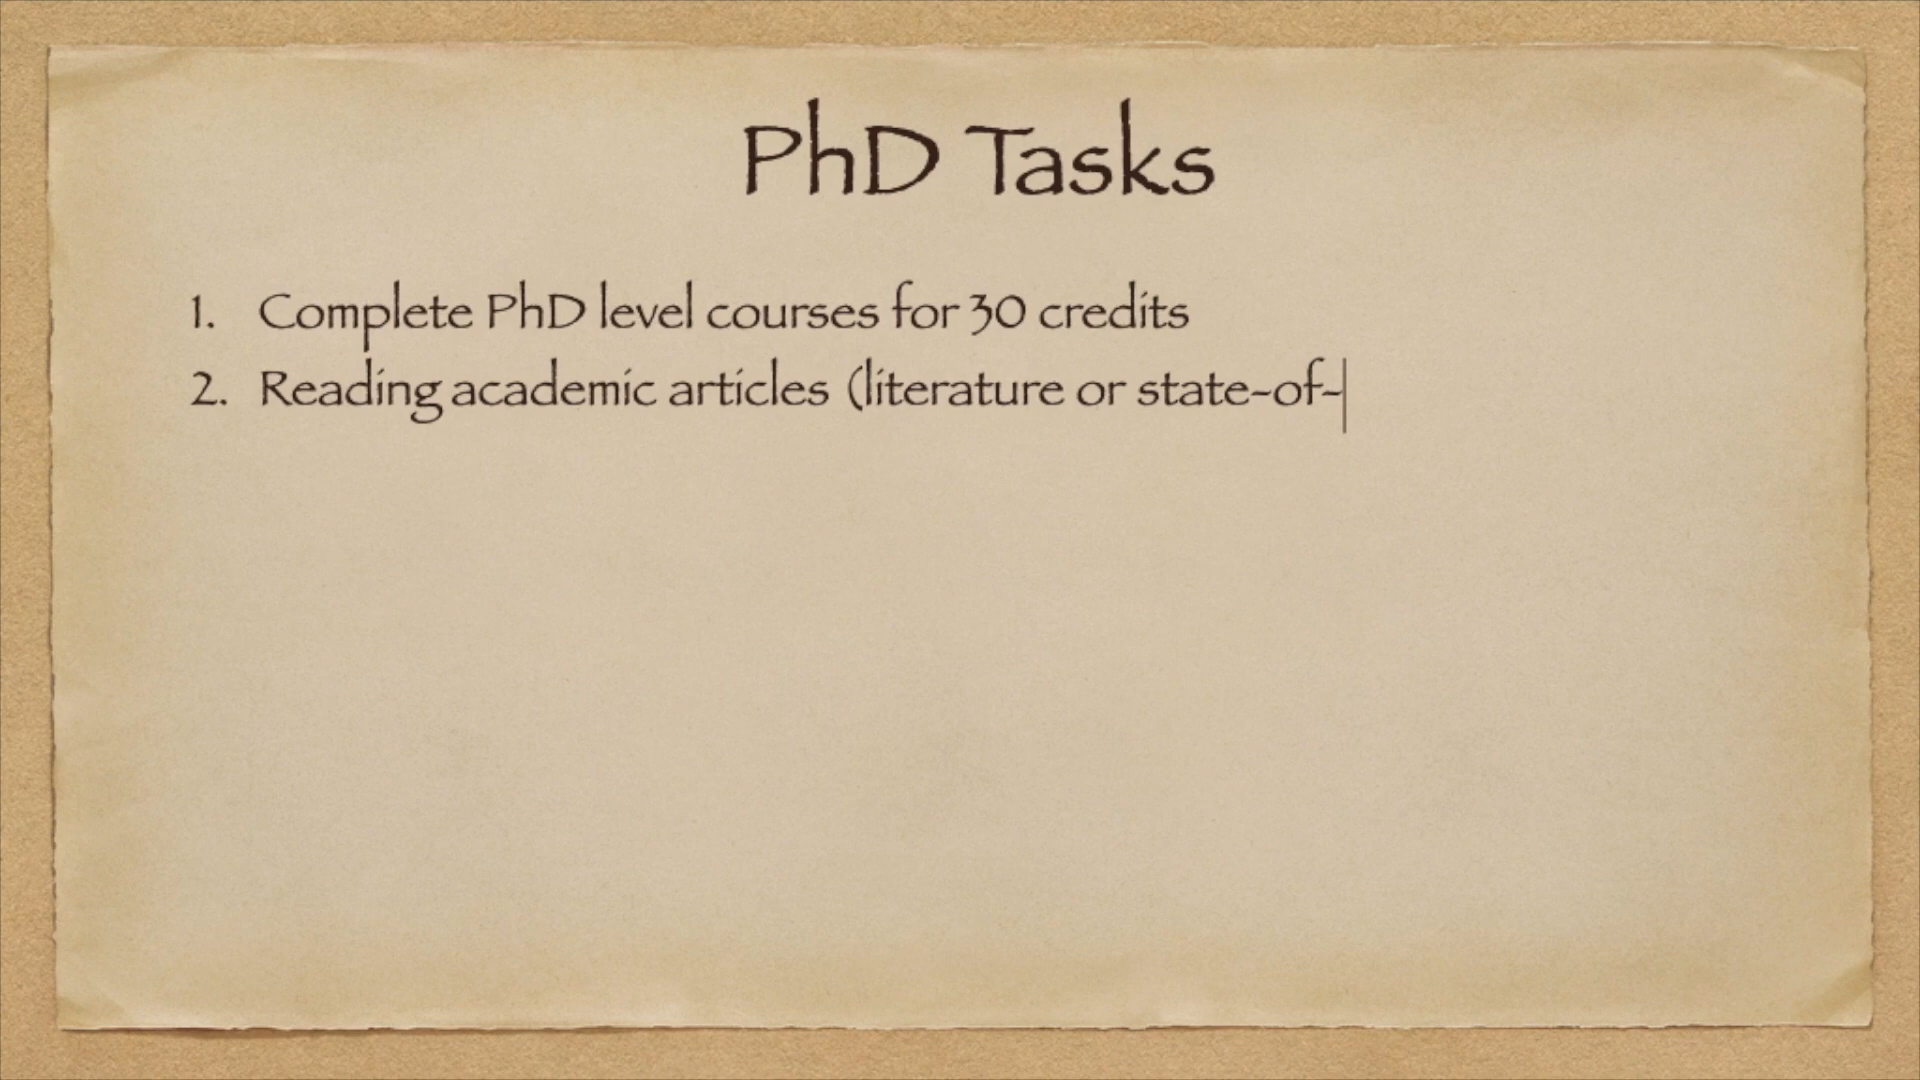 PhD Tasks
1. Complete PhD level courses for 30 credits
2. Reading academic articles (literature or state-of-